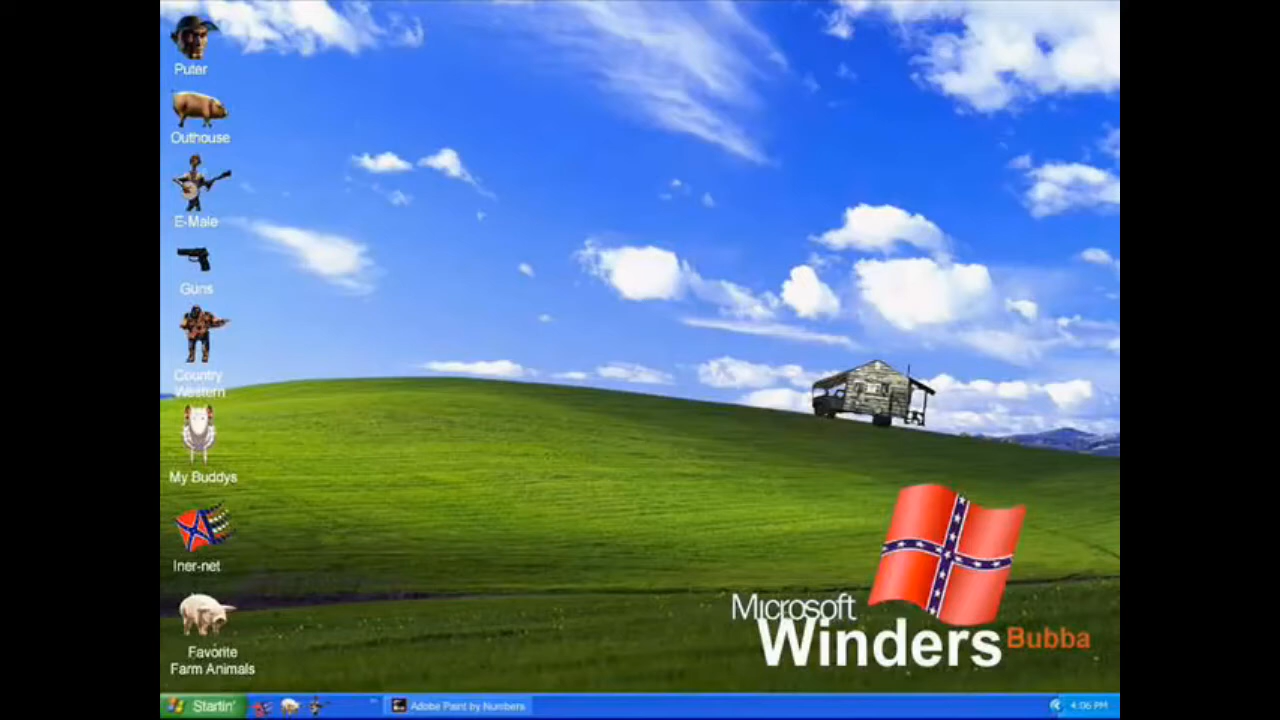 Puter
Outhouse
E-Male
Guns
Country
Western
My Buddys
Iner-net
Favorite
Farm Animals
Microsoft
Winders Bubba
Startin'
Adobe Paint by Numbers
4:06 PM